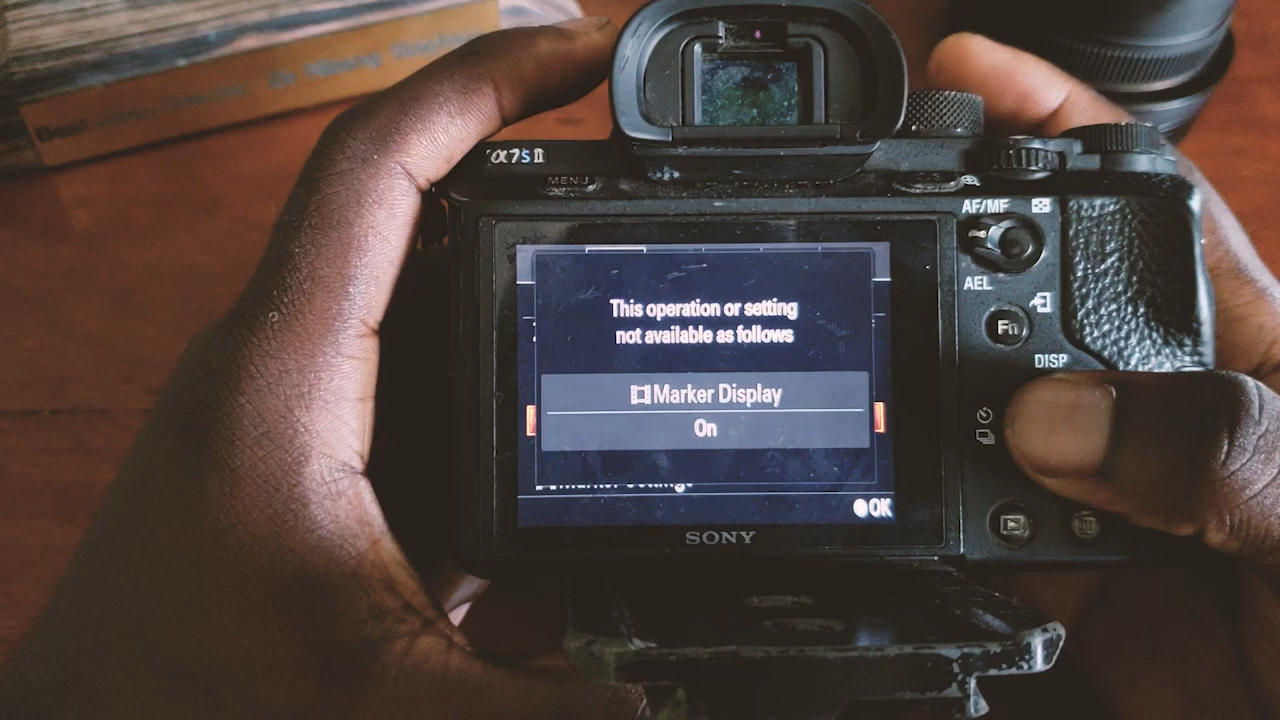 α7SII
MENU
AF/MF
AEL
Fn
DISP
This operation or setting
not available as follows
Marker Display
On
OK
SONY